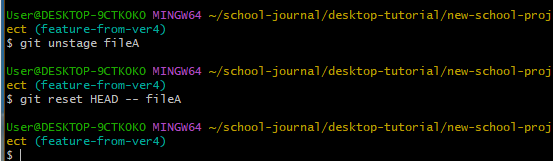 User@DESKTOP-9CTKOKO MINGW64 ~/school-journal/desktop-tutorial/new-school-proj
ect (feature-from-ver4)
$ git unstage fileA
User@DESKTOP-9CTKOKO MINGW64 ~/school-journal/desktop-tutorial/new-school-proj
ect (feature-from-ver4)
$ git reset HEAD -- fileA
User@DESKTOP-9CTKOKO MINGW64 ~/school-journal/desktop-tutorial/new-school-proj
ect (feature-from-ver4)
$